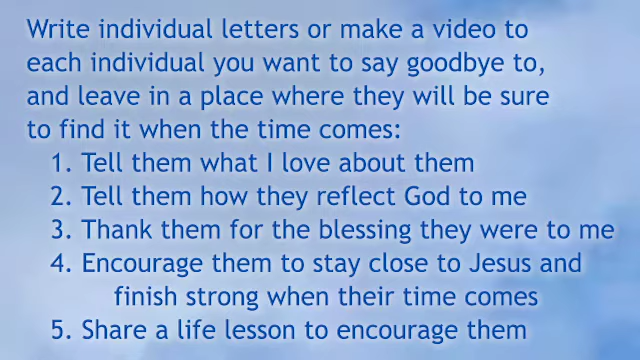 Write individual letters or make a video to
each individual you want to say goodbye to,
and leave in a place where they will be sure
to find it when the time comes:
1. Tell them what I love about them
2. Tell them how they reflect God to me
3. Thank them for the blessing they were to me
4. Encourage them to stay close to Jesus and
finish strong when their time comes
5. Share a life lesson to encourage them